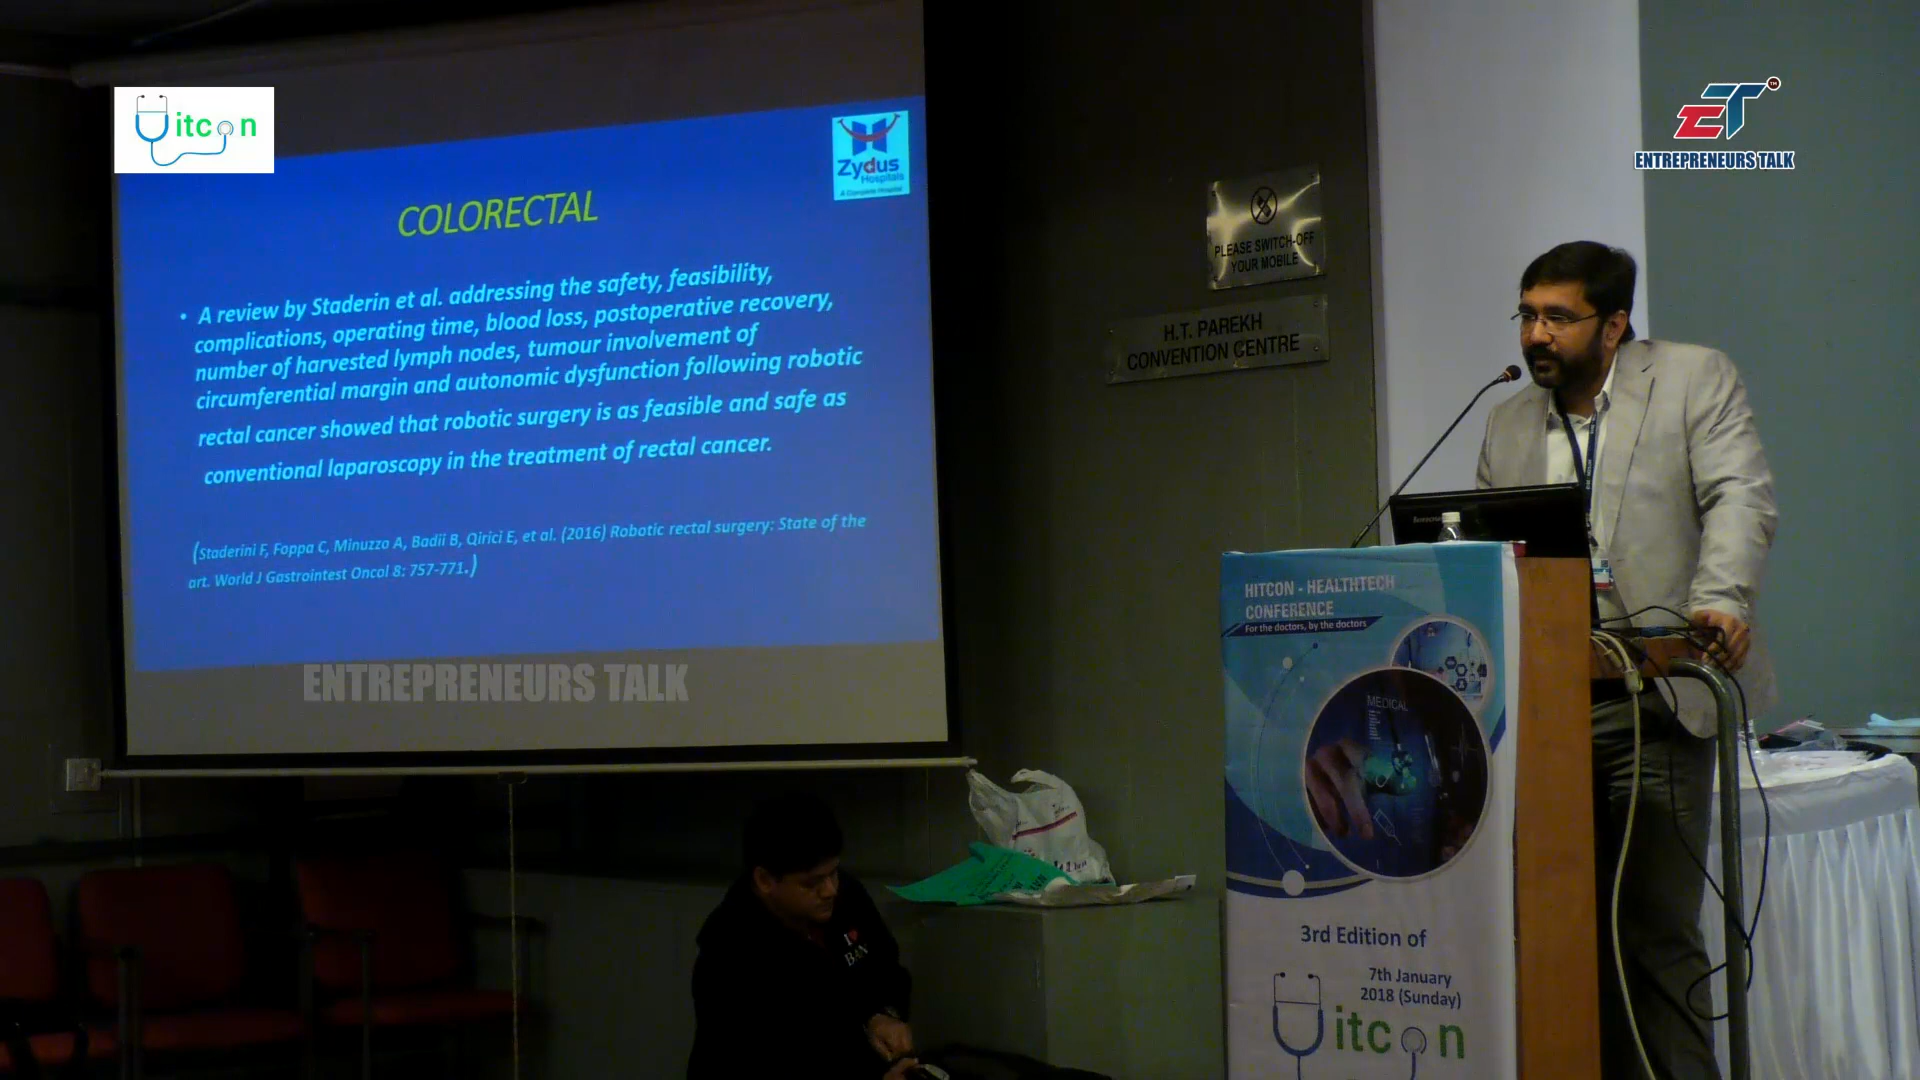 itcon
ET TM
ENTREPRENEURS TALK
Zydus
Hospitals
A Complete Hospital
COLORECTAL
• A review by Staderin et al. addressing the safety, feasibility,
complications, operating time, blood loss, postoperative recovery,
number of harvested lymph nodes, tumour involvement of
circumferential margin and autonomic dysfunction following robotic
rectal cancer showed that robotic surgery is as feasible and safe as
conventional laparoscopy in the treatment of rectal cancer.
(Staderini F, Foppa C, Minuzzo A, Badii B, Qirici E, et al. (2016) Robotic rectal surgery: State of the
art. World J Gastrointest Oncol 8: 757-771.)
ENTREPRENEURS TALK
PLEASE SWITCH-OFF
YOUR MOBILE
H.T. PAREKH
CONVENTION CENTRE
HITCON - HEALTHTECH
CONFERENCE
For the doctors, by the doctors
MEDICAL
3rd Edition of
7th January
2018 (Sunday)
itcon
I